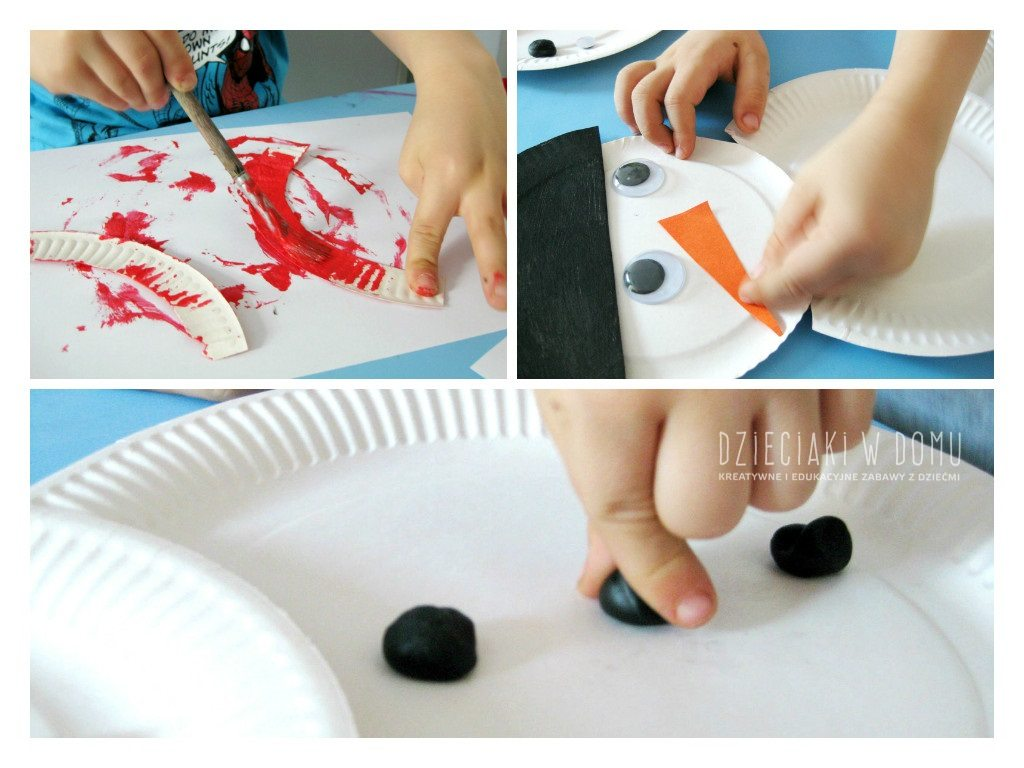 DZIECIAKI W DOMU
KREATYWNE I EDUKACYJNE ZABAWY Z DZIEĆMI